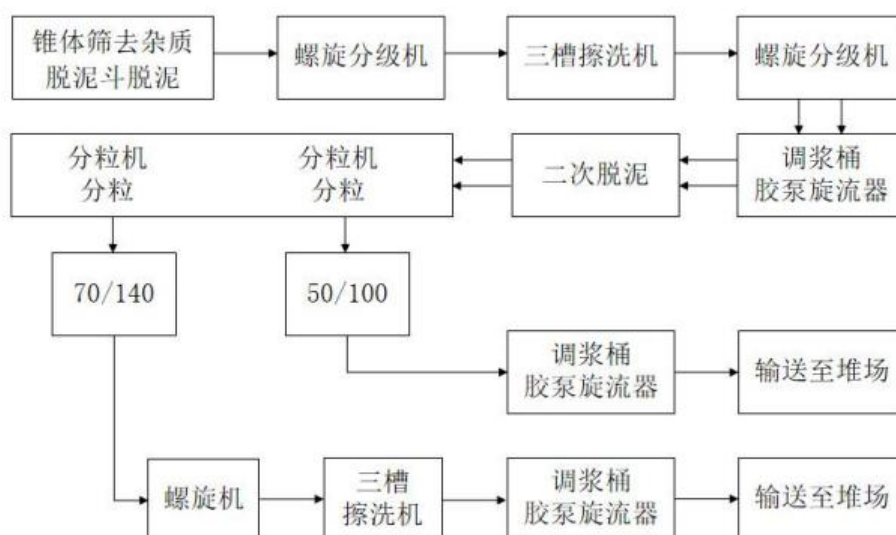 锥体筛去杂质
脱泥斗脱泥
螺旋分级机
三槽擦洗机
螺旋分级机
分粒机
分粒
分粒机
分粒
二次脱泥
调浆桶
胶泵旋流器
70/140
50/100
调浆桶
胶泵旋流器
输送至堆场
螺旋机
三槽
擦洗机
调浆桶
胶泵旋流器
输送至堆场